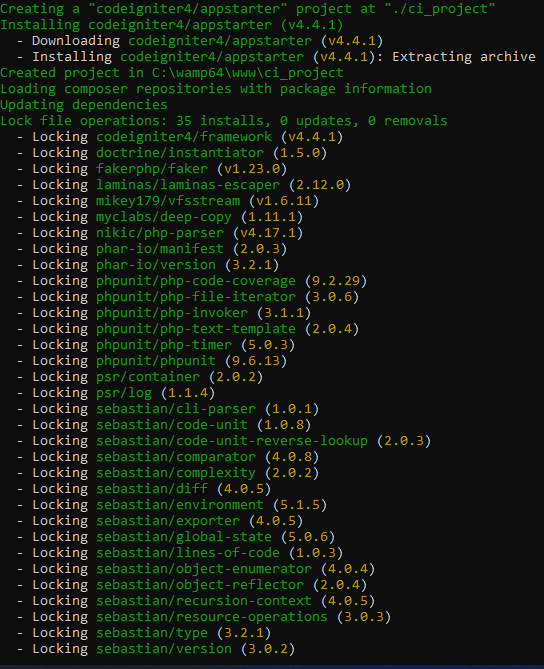 Creating a "codeigniter4/appstarter" project at "./ci_project"
Installing codeigniter4/appstarter (v4.4.1)
  - Downloading codeigniter4/appstarter (v4.4.1)
  - Installing codeigniter4/appstarter (v4.4.1): Extracting archive
Created project in C:\wamp64\www\ci_project
Loading composer repositories with package information
Updating dependencies
Lock file operations: 35 installs, 0 updates, 0 removals
  - Locking codeigniter4/framework (v4.4.1)
  - Locking doctrine/instantiator (1.5.0)
  - Locking fakerphp/faker (v1.23.0)
  - Locking laminas/laminas-escaper (2.12.0)
  - Locking mikey179/vfsstream (v1.6.11)
  - Locking myclabs/deep-copy (1.11.1)
  - Locking nikic/php-parser (v4.17.1)
  - Locking phar-io/manifest (2.0.3)
  - Locking phar-io/version (3.2.1)
  - Locking phpunit/php-code-coverage (9.2.29)
  - Locking phpunit/php-file-iterator (3.0.6)
  - Locking phpunit/php-invoker (3.1.1)
  - Locking phpunit/php-text-template (2.0.4)
  - Locking phpunit/php-timer (5.0.3)
  - Locking phpunit/phpunit (9.6.13)
  - Locking psr/container (2.0.2)
  - Locking psr/log (1.1.4)
  - Locking sebastian/cli-parser (1.0.1)
  - Locking sebastian/code-unit (1.0.8)
  - Locking sebastian/code-unit-reverse-lookup (2.0.3)
  - Locking sebastian/comparator (4.0.8)
  - Locking sebastian/complexity (2.0.2)
  - Locking sebastian/diff (4.0.5)
  - Locking sebastian/environment (5.1.5)
  - Locking sebastian/exporter (4.0.5)
  - Locking sebastian/global-state (5.0.6)
  - Locking sebastian/lines-of-code (1.0.3)
  - Locking sebastian/object-enumerator (4.0.4)
  - Locking sebastian/object-reflector (2.0.4)
  - Locking sebastian/recursion-context (4.0.5)
  - Locking sebastian/resource-operations (3.0.3)
  - Locking sebastian/type (3.2.1)
  - Locking sebastian/version (3.0.2)